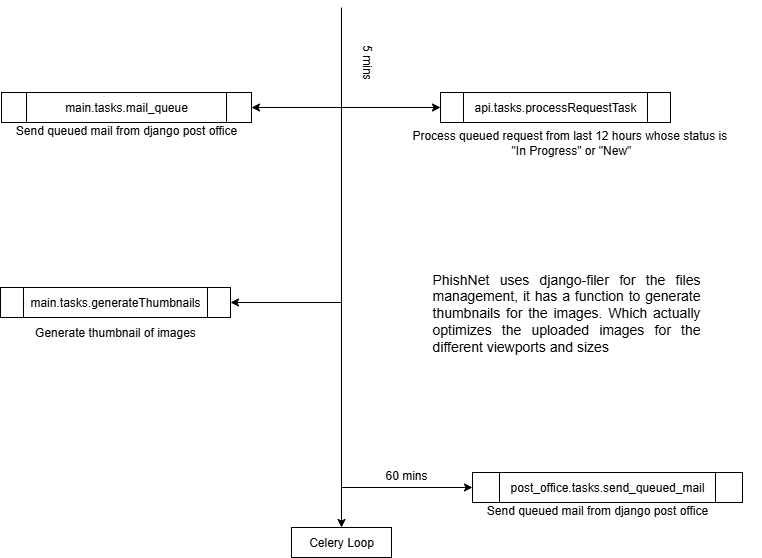 5 mins
main.tasks.mail_queue
Send queued mail from django post office
api.tasks.processRequestTask
Process queued request from last 12 hours whose status is
"In Progress" or "New"
main.tasks.generateThumbnails
Generate thumbnail of images
PhishNet uses django-filer for the files
management, it has a function to generate
thumbnails for the images. Which actually
optimizes the uploaded images for the
different viewports and sizes
60 mins
post_office.tasks.send_queued_mail
Send queued mail from django post office
Celery Loop